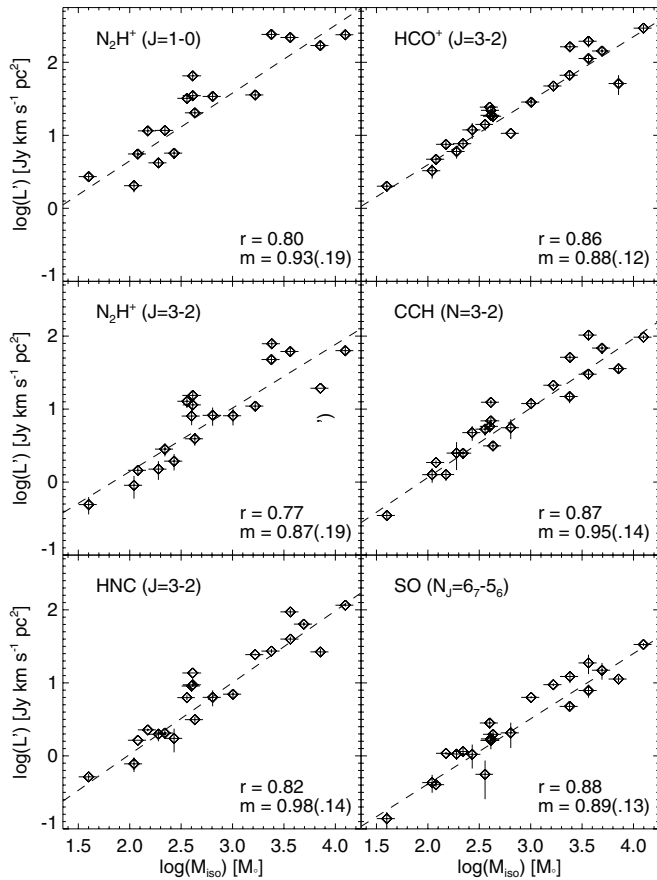 N₂H⁺ (J=1-0)
r = 0.80
m = 0.93(.19)
log(L') [Jy km s⁻¹ pc²]
2
1
0
-1
HCO⁺ (J=3-2)
r = 0.86
m = 0.88(.12)
N₂H⁺ (J=3-2)
r = 0.77
m = 0.87(.19)
log(L') [Jy km s⁻¹ pc²]
2
1
0
-1
CCH (N=3-2)
r = 0.87
m = 0.95(.14)
HNC (J=3-2)
r = 0.82
m = 0.98(.14)
log(L') [Jy km s⁻¹ pc²]
2
1
0
-1
SO (N_J=6₇-5₆)
r = 0.88
m = 0.89(.13)
1.5 2.0 2.5 3.0 3.5 4.0
log(M_iso) [M_°]
1.5 2.0 2.5 3.0 3.5 4.0
log(M_iso) [M_°]